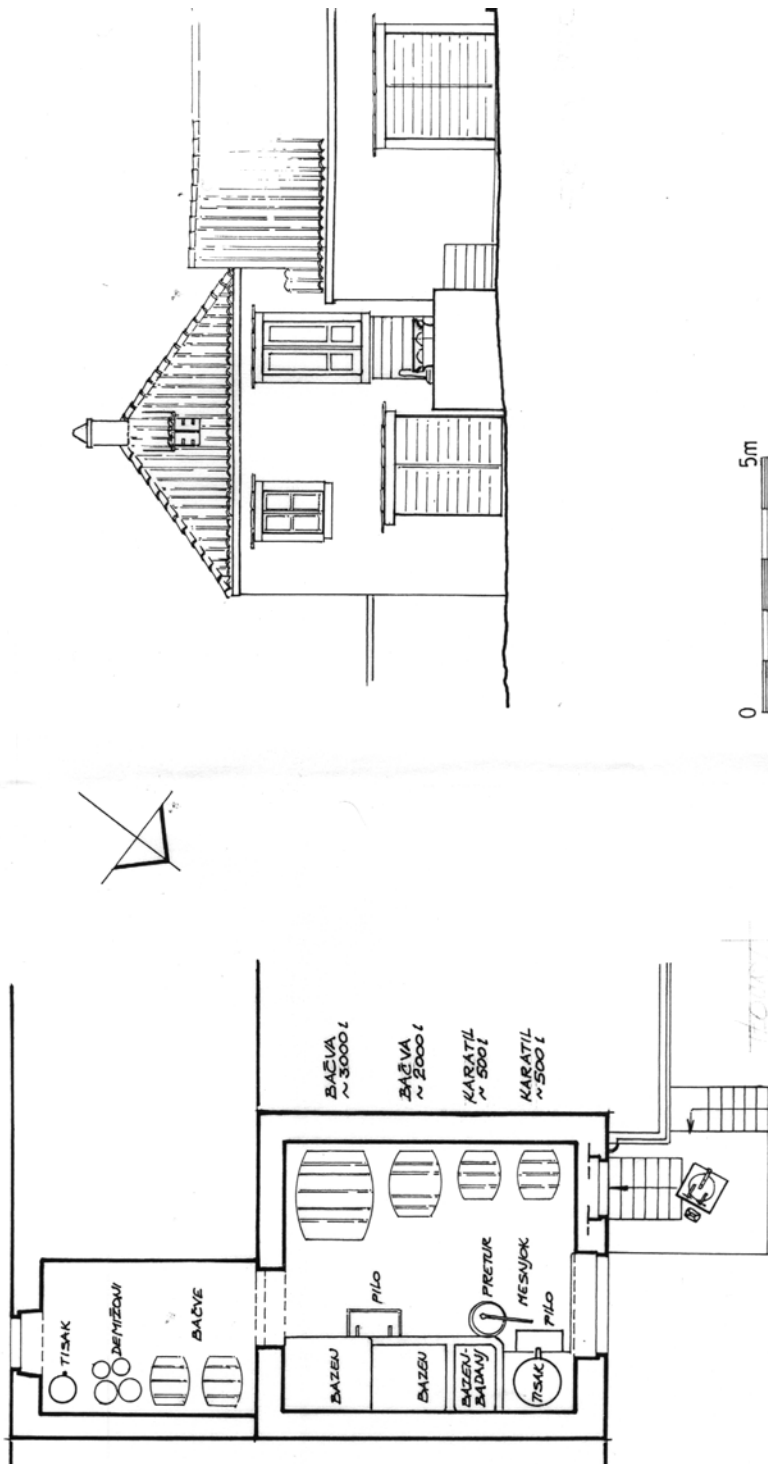 5m
0
BAČVA
~3000 l
BAČVA
~2000 l
KARATIL
~500 l
KARATIL
~500 l
TISAK
DEMIŽONI
BAČVE
PILO
PRETUR
MESNJOK
PILO
BAZEN
BAZEN
BAZEN-
BADANJ
TISAK